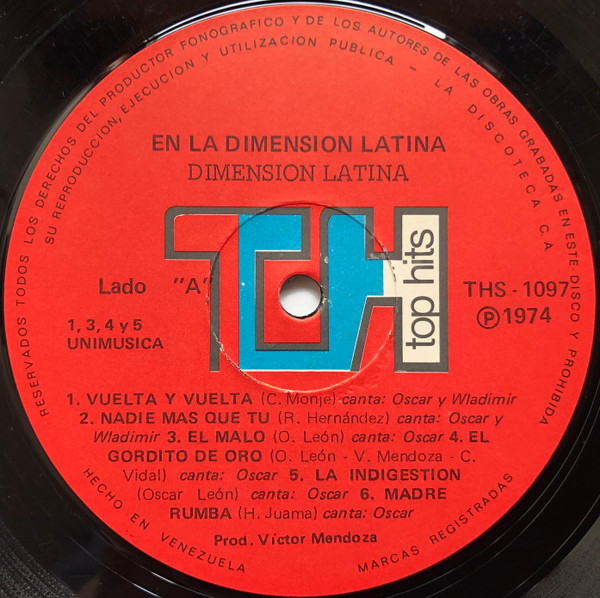 RESERVADOS TODOS LOS DERECHOS DEL PRODUCTOR FONOGRAFICO Y DE LOS AUTORES DE LAS OBRAS GRABADAS EN ESTE DISCO Y PROHIBIDA
SU REPRODUCCION, EJECUCION Y UTILIZACION PUBLICA - LA DISCOTECA C.A.
EN LA DIMENSION LATINA
DIMENSION LATINA
TH
top hits
Lado "A"
THS - 1097
Ⓟ 1974
1, 3, 4 y 5
UNIMUSICA
1. VUELTA Y VUELTA (C. Monje) canta: Oscar y Wladimir
2. NADIE MAS QUE TU (R. Hernández) canta: Oscar y
Wladimir 3. EL MALO (O. León) canta: Oscar 4. EL
GORDITO DE ORO (O. León - V. Mendoza - C.
Vidal) canta: Oscar 5. LA INDIGESTION
(Oscar León) canta: Oscar 6. MADRE
RUMBA (H. Juama) canta: Oscar
Prod. Víctor Mendoza
HECHO EN VENEZUELA
MARCAS REGISTRADAS